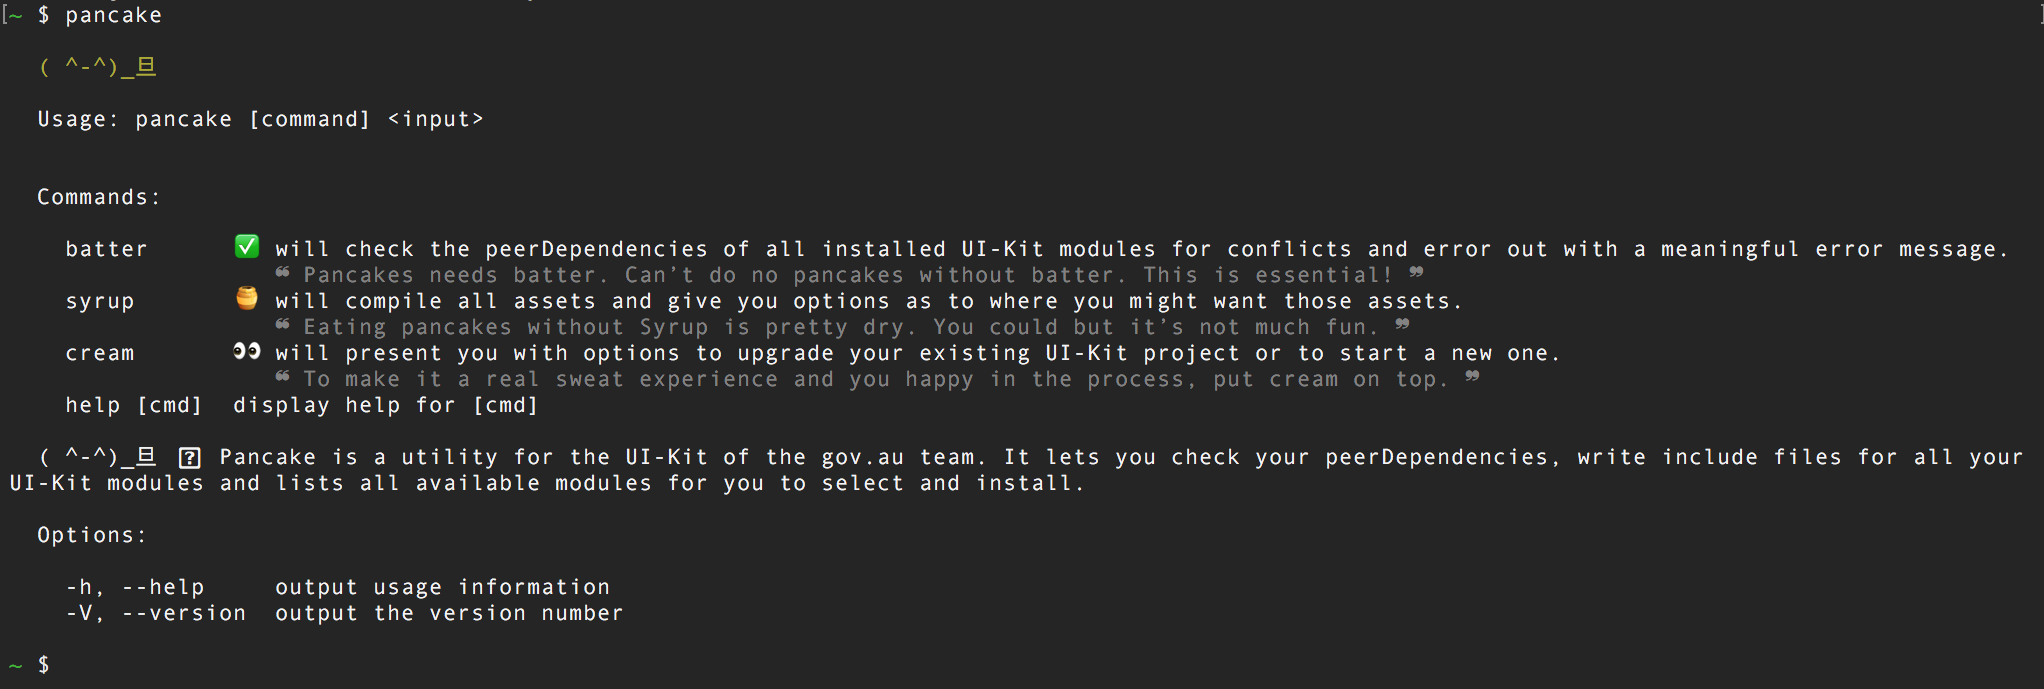 [~ $ pancake ]
( ^-^)_旦
Usage: pancake [command] <input>
Commands:
batter ✅ will check the peerDependencies of all installed UI-Kit modules for conflicts and error out with a meaningful error message.
❝ Pancakes needs batter. Can’t do no pancakes without batter. This is essential! ❞
syrup 🍯 will compile all assets and give you options as to where you might want those assets.
❝ Eating pancakes without Syrup is pretty dry. You could but it’s not much fun. ❞
cream 👀 will present you with options to upgrade your existing UI-Kit project or to start a new one.
❝ To make it a real sweat experience and you happy in the process, put cream on top. ❞
help [cmd] display help for [cmd]
( ^-^)_旦 [?] Pancake is a utility for the UI-Kit of the gov.au team. It lets you check your peerDependencies, write include files for all your
UI-Kit modules and lists all available modules for you to select and install.
Options:
-h, --help output usage information
-V, --version output the version number
~ $